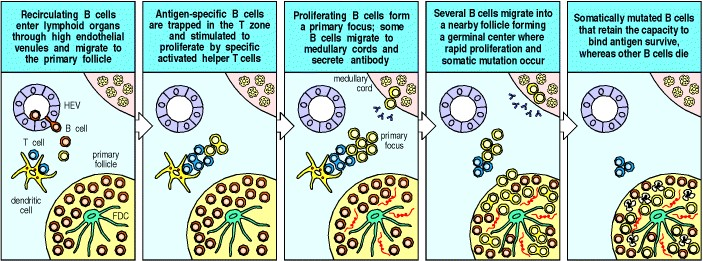 Recirculating B cells
enter lymphoid organs
through high endothelial
venules and migrate to
the primary follicle
Antigen-specific B cells
are trapped in the T zone
and stimulated to
proliferate by specific
activated helper T cells
Proliferating B cells form
a primary focus; some
B cells migrate to
medullary cords and
secrete antibody
Several B cells migrate into
a nearby follicle forming
a germinal center where
rapid proliferation and
somatic mutation occur
Somatically mutated B cells
that retain the capacity to
bind antigen survive,
whereas other B cells die
HEV
B cell
T cell
primary
follicle
dendritic
cell
FDC
medullary
cord
primary
focus